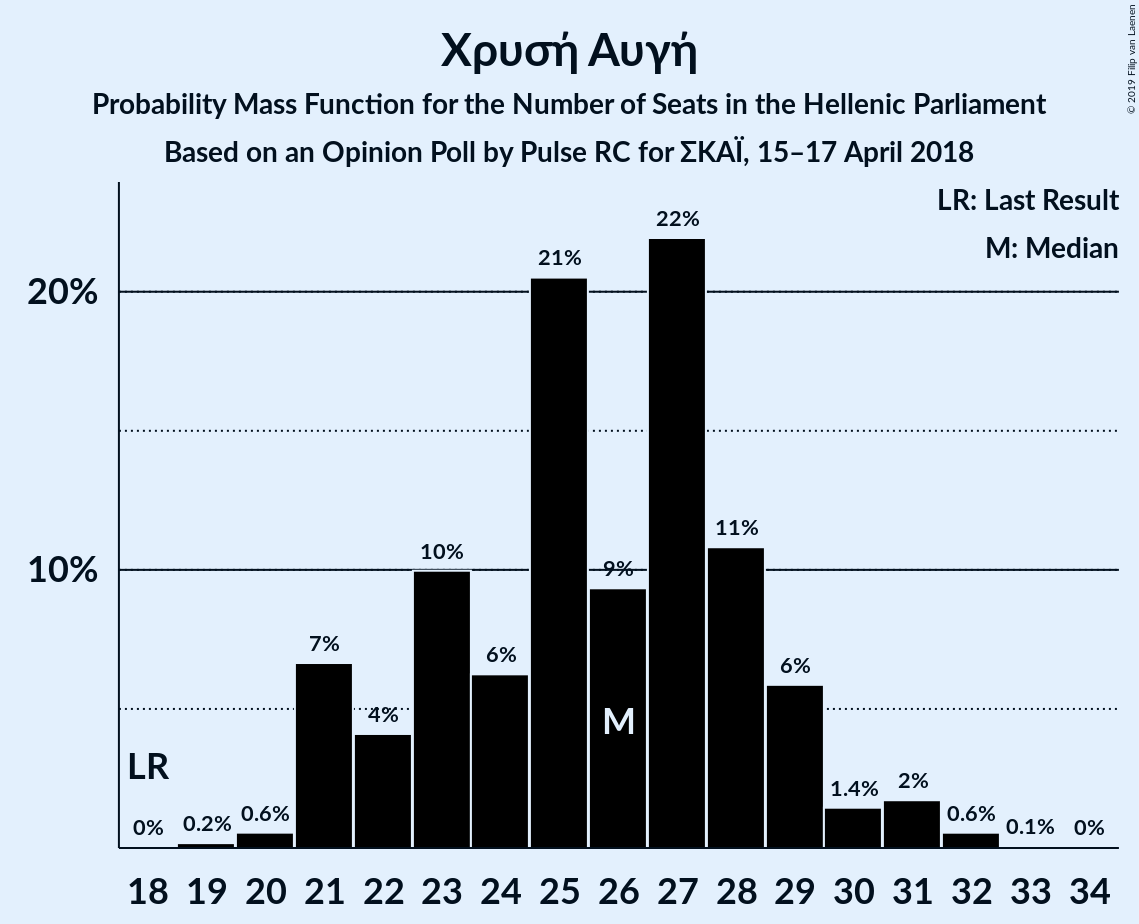 Χρυσή Αυγή
Probability Mass Function for the Number of Seats in the Hellenic Parliament
Based on an Opinion Poll by Pulse RC for ΣΚΑΪ, 15–17 April 2018
© 2019 Filip van Laenen
LR: Last Result
M: Median
20%
10%
LR
0%
0.2%
0.6%
7%
4%
10%
6%
21%
9%
M
22%
11%
6%
1.4%
2%
0.6%
0.1%
0%
18 19 20 21 22 23 24 25 26 27 28 29 30 31 32 33 34